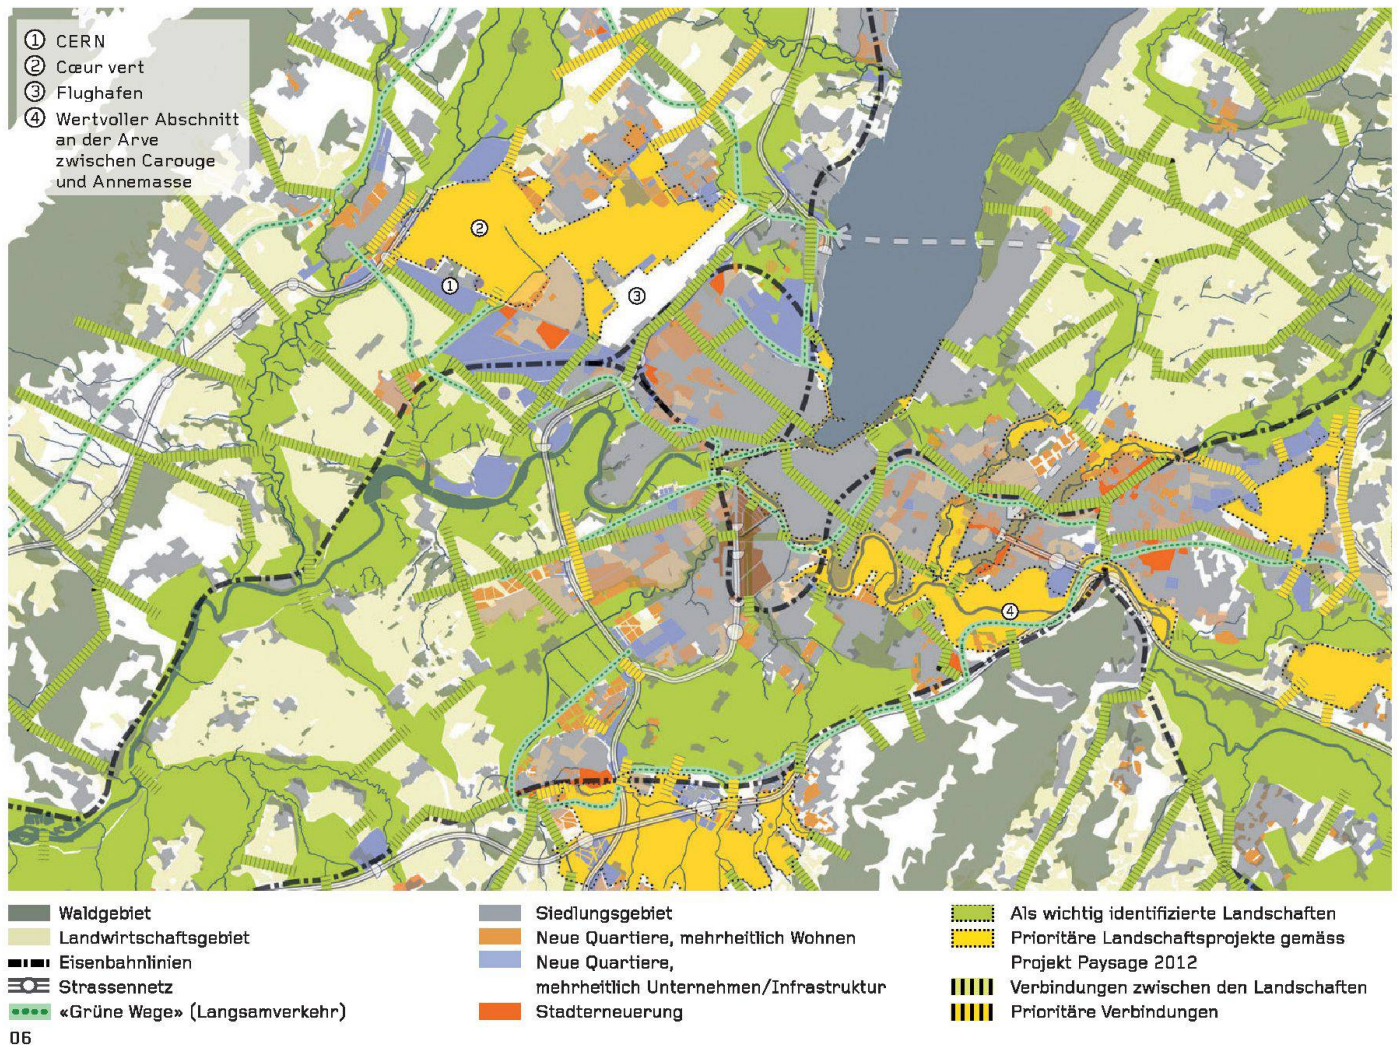 1 CERN
2 Cœur vert
3 Flughafen
4 Wertvoller Abschnitt
an der Arve
zwischen Carouge
und Annemasse
2
1
3
4
Waldgebiet
Landwirtschaftsgebiet
Eisenbahnlinien
Strassennetz
«Grüne Wege» (Langsamverkehr)
Siedlungsgebiet
Neue Quartiere, mehrheitlich Wohnen
Neue Quartiere,
mehrheitlich Unternehmen/Infrastruktur
Stadterneuerung
Als wichtig identifizierte Landschaften
Prioritäre Landschaftsprojekte gemäss
Projekt Paysage 2012
Verbindungen zwischen den Landschaften
Prioritäre Verbindungen
06